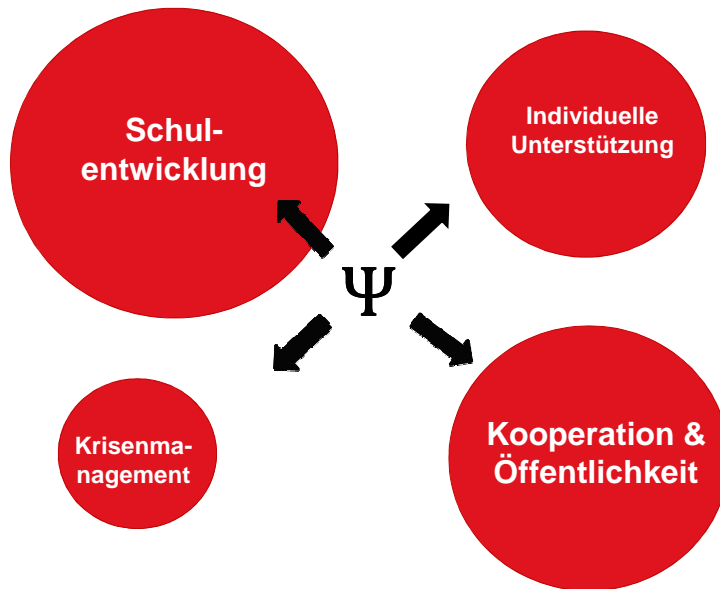 Schul-
entwicklung
Individuelle
Unterstützung
Ψ
Krisenma-
nagement
Kooperation &
Öffentlichkeit